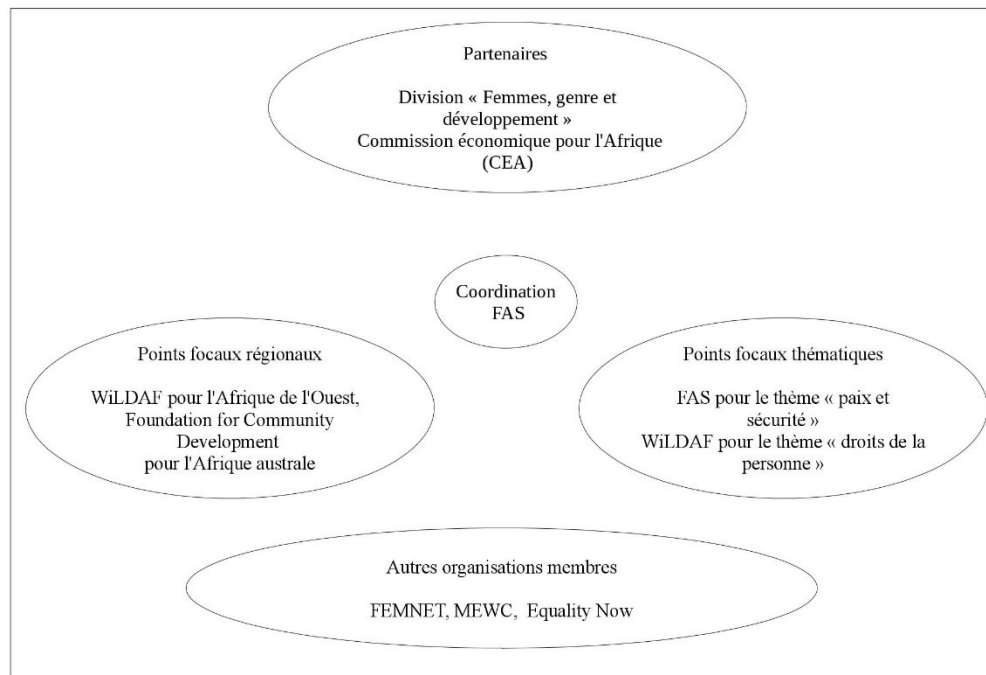 Partenaires
Division « Femmes, genre et
développement »
Commission économique pour l'Afrique
(CEA)
Coordination
FAS
Points focaux régionaux
WiLDAF pour l'Afrique de l'Ouest,
Foundation for Community
Development
pour l'Afrique australe
Points focaux thématiques
FAS pour le thème « paix et
sécurité »
WiLDAF pour le thème « droits de la
personne »
Autres organisations membres
FEMNET, MEWC, Equality Now